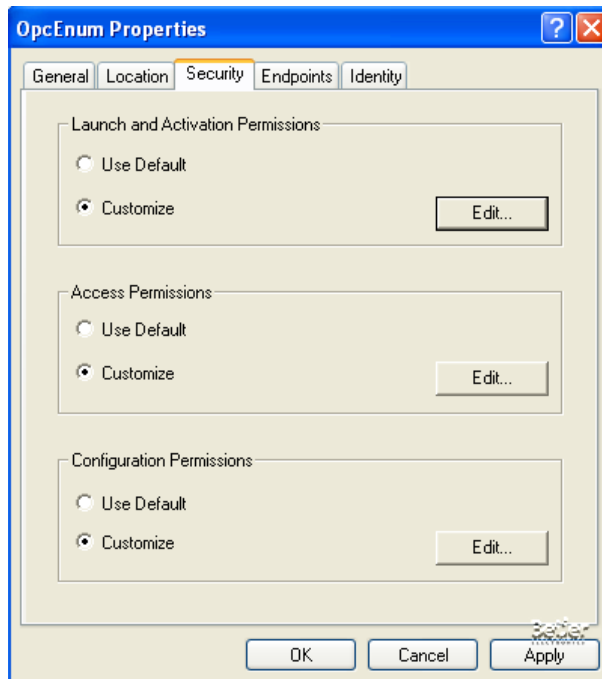 OpcEnum Properties
General Location Security Endpoints Identity
Launch and Activation Permissions
Use Default
Customize
Edit...
Access Permissions
Use Default
Customize
Edit...
Configuration Permissions
Use Default
Customize
Edit...
OK Cancel Apply